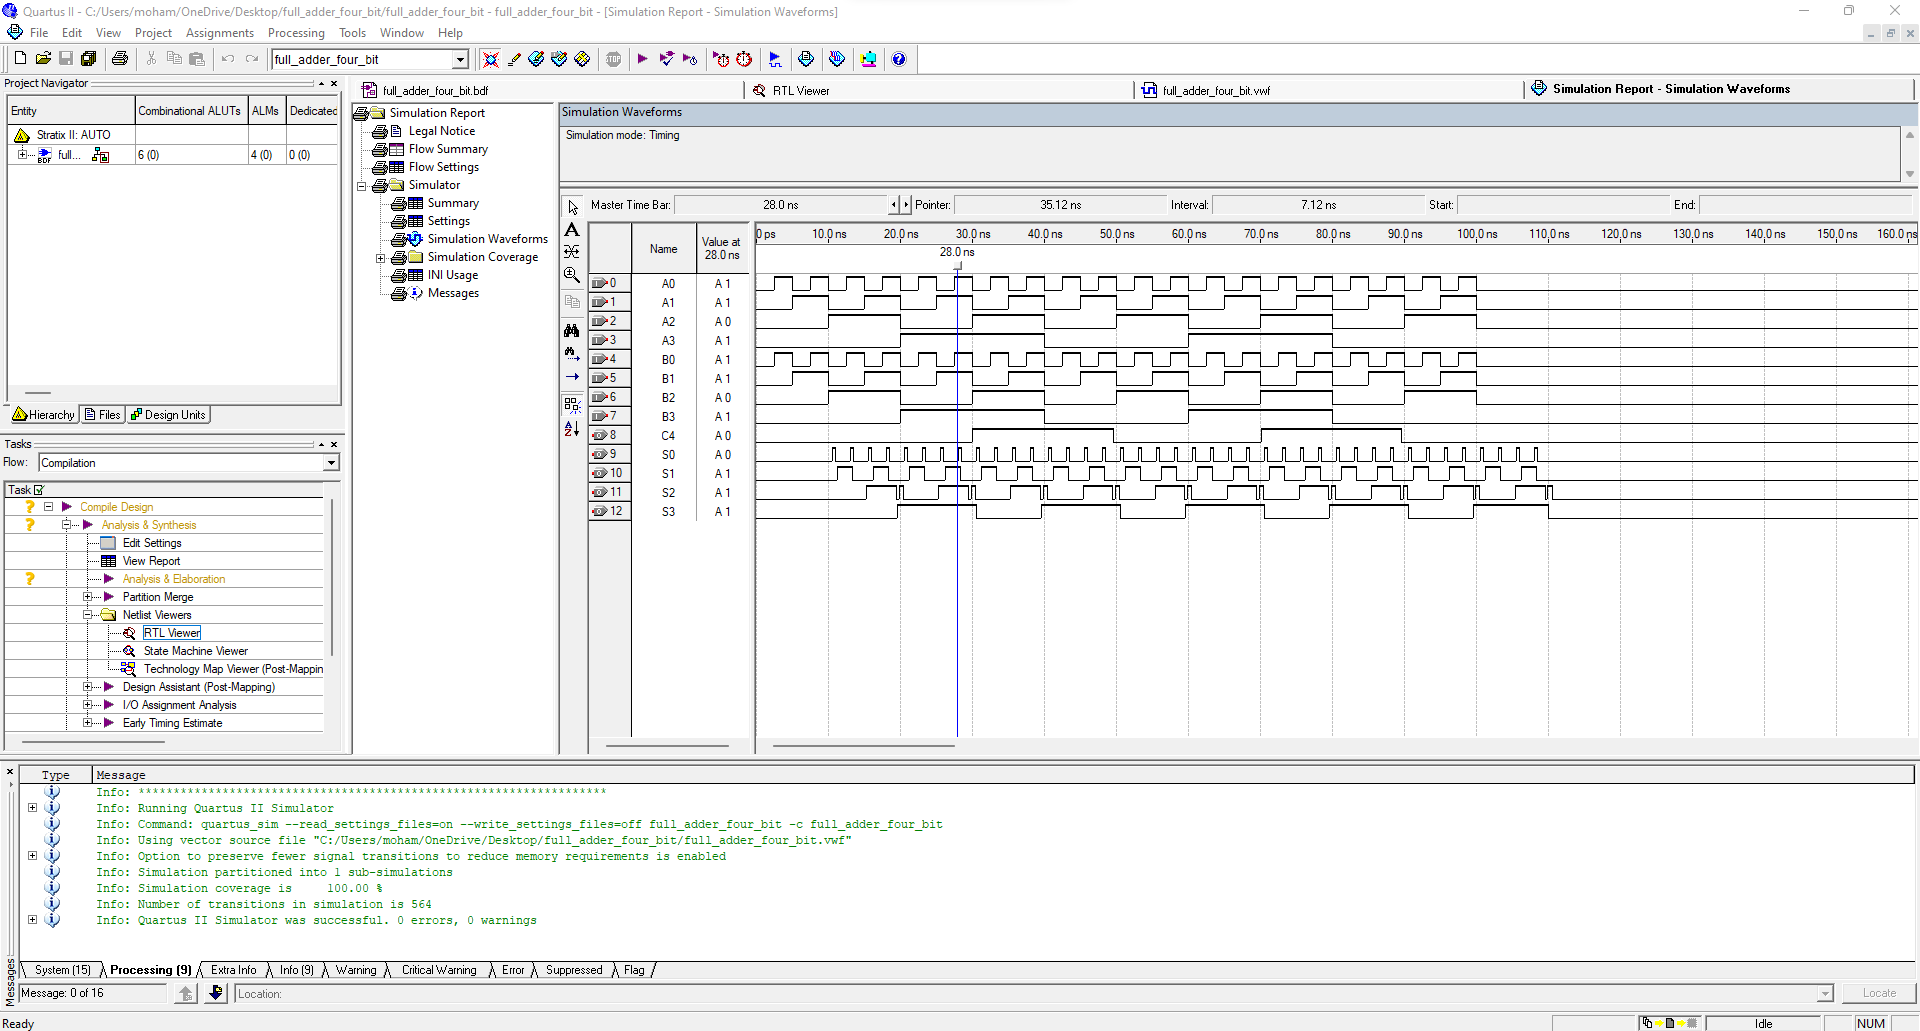 Quartus II - C:/Users/moham/OneDrive/Desktop/full_adder_four_bit/full_adder_four_bit - full_adder_four_bit - [Simulation Report - Simulation Waveforms]
File Edit View Project Assignments Processing Tools Window Help
full_adder_four_bit
STOP
Project Navigator
Entity Combinational ALUTs ALMs Dedicated
Stratix II: AUTO
BDF full... 6 (0) 4 (0) 0 (0)
Hierarchy Files Design Units
Tasks
Flow: Compilation
Task
Compile Design
Analysis & Synthesis
Edit Settings
View Report
Analysis & Elaboration
Partition Merge
Netlist Viewers
RTL Viewer
State Machine Viewer
Technology Map Viewer (Post-Mappin
Design Assistant (Post-Mapping)
I/O Assignment Analysis
Early Timing Estimate
full_adder_four_bit.bdf RTL Viewer full_adder_four_bit.vwf Simulation Report - Simulation Waveforms
Simulation Report
Legal Notice
Flow Summary
Flow Settings
Simulator
Summary
Settings
Simulation Waveforms
Simulation Coverage
INI Usage
Messages
Simulation Waveforms
Simulation mode: Timing
Master Time Bar: 28.0 ns Pointer: 35.12 ns Interval: 7.12 ns Start: End:
Name Value at 28.0 ns
0 ps 10.0 ns 20.0 ns 30.0 ns 40.0 ns 50.0 ns 60.0 ns 70.0 ns 80.0 ns 90.0 ns 100.0 ns 110.0 ns 120.0 ns 130.0 ns 140.0 ns 150.0 ns 160.0 ns
28.0 ns
0 A0 A 1
1 A1 A 1
2 A2 A 0
3 A3 A 1
4 B0 A 1
5 B1 A 1
6 B2 A 0
7 B3 A 1
8 C4 A 0
9 S0 A 0
10 S1 A 1
11 S2 A 1
12 S3 A 1
Type Message
Info: *******************************************************************
Info: Running Quartus II Simulator
Info: Command: quartus_sim --read_settings_files=on --write_settings_files=off full_adder_four_bit -c full_adder_four_bit
Info: Using vector source file "C:/Users/moham/OneDrive/Desktop/full_adder_four_bit/full_adder_four_bit.vwf"
Info: Option to preserve fewer signal transitions to reduce memory requirements is enabled
Info: Simulation partitioned into 1 sub-simulations
Info: Simulation coverage is 100.00 %
Info: Number of transitions in simulation is 564
Info: Quartus II Simulator was successful. 0 errors, 0 warnings
System (15) Processing (9) Extra Info Info (9) Warning Critical Warning Error Suppressed Flag
Messages
Message: 0 of 16 Location: Locate
Ready Idle NUM